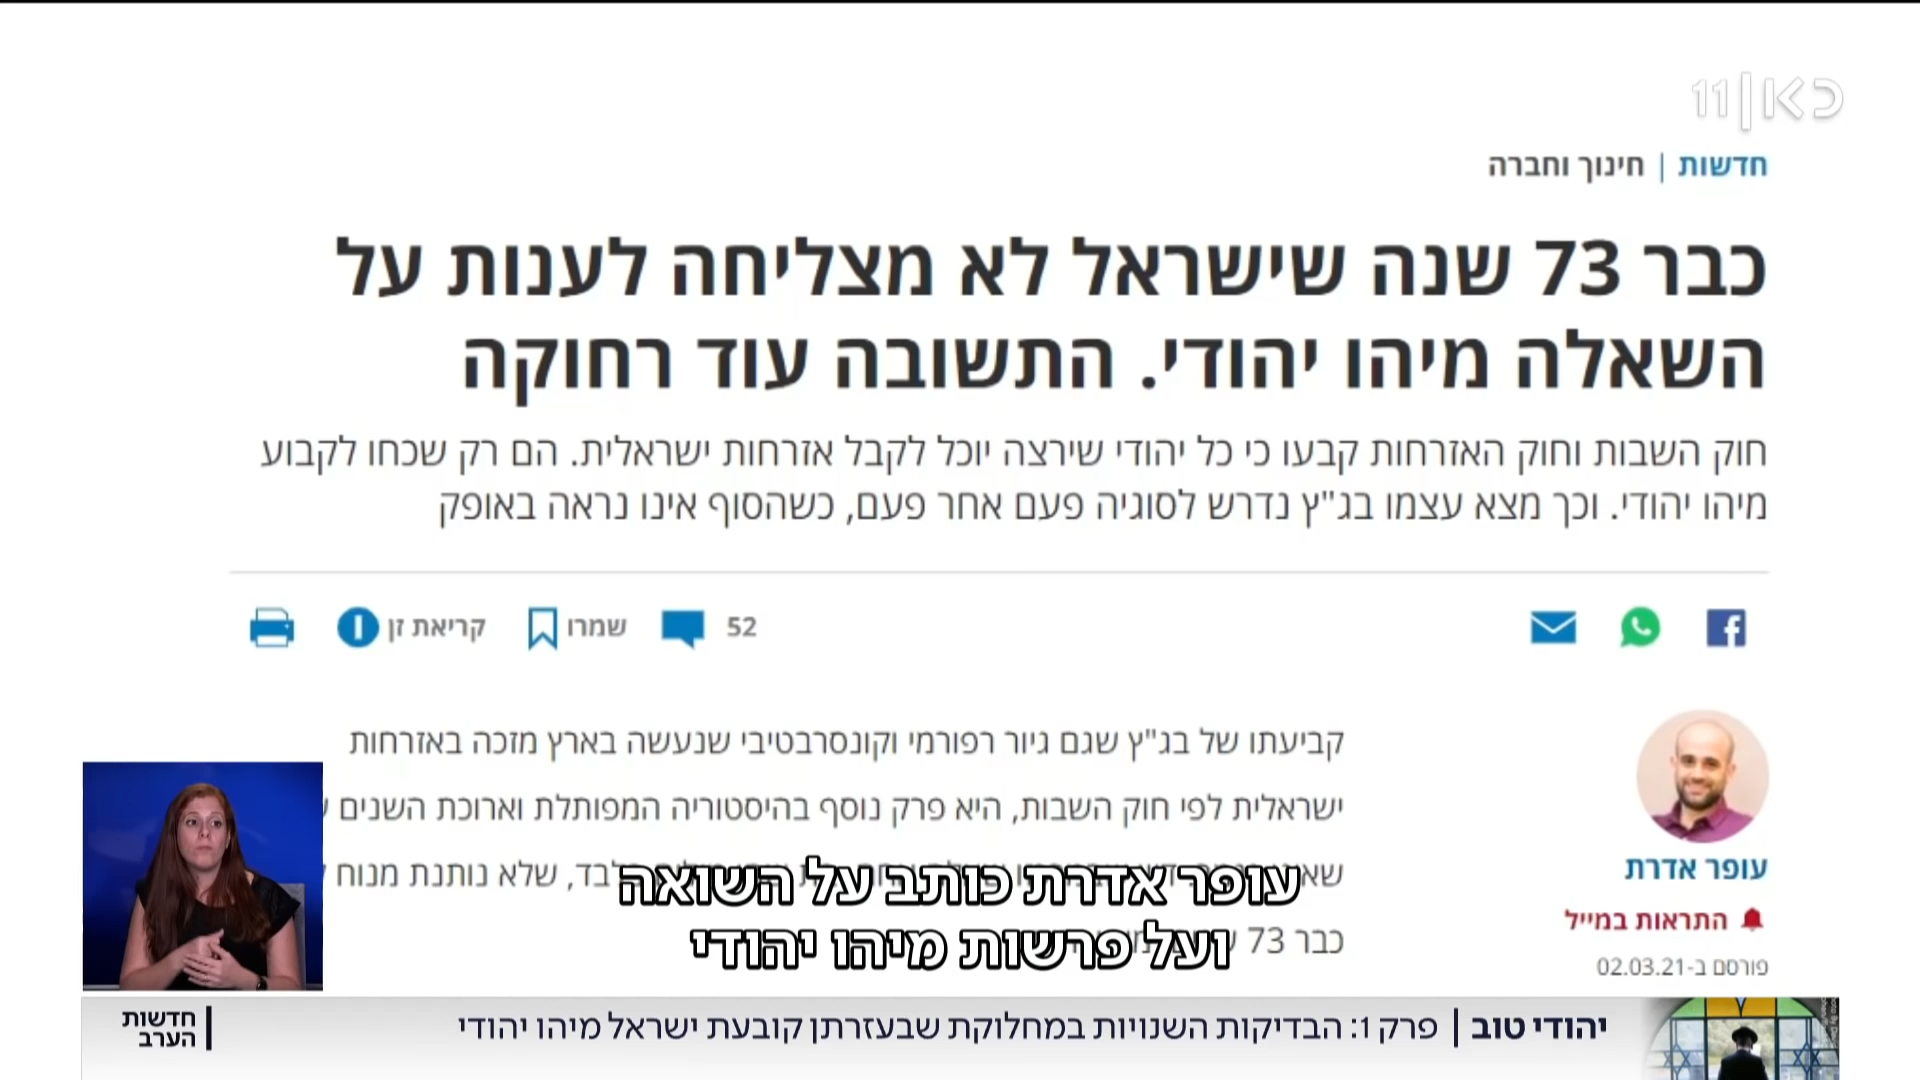 כאן 11
חדשות | חינוך וחברה
כבר 73 שנה שישראל לא מצליחה לענות על
השאלה מיהו יהודי. התשובה עוד רחוקה
חוק השבות וחוק האזרחות קבעו כי כל יהודי שירצה יוכל לקבל אזרחות ישראלית. הם רק שכחו לקבוע
מיהו יהודי. וכך מצא עצמו בג"ץ נדרש לסוגיה פעם אחר פעם, כשהסוף אינו נראה באופק
52 שמרו קריאת זן
קביעתו של בג"ץ שגם גיור רפורמי וקונסרבטיבי שנעשה בארץ מזכה באזרחות
ישראלית לפי חוק השבות, היא פרק נוסף בהיסטוריה המפותלת וארוכת השנים
שלא נותנת מנוח
כבר 73
עופר אדרת
התראות במייל
פורסם ב-02.03.21
עופר אדרת כותב על השואה
ועל פרשות מיהו יהודי
יהודי טוב | פרק 1: הבדיקות השנויות במחלוקת שבעזרתן קובעת ישראל מיהו יהודי
חדשות
הערב